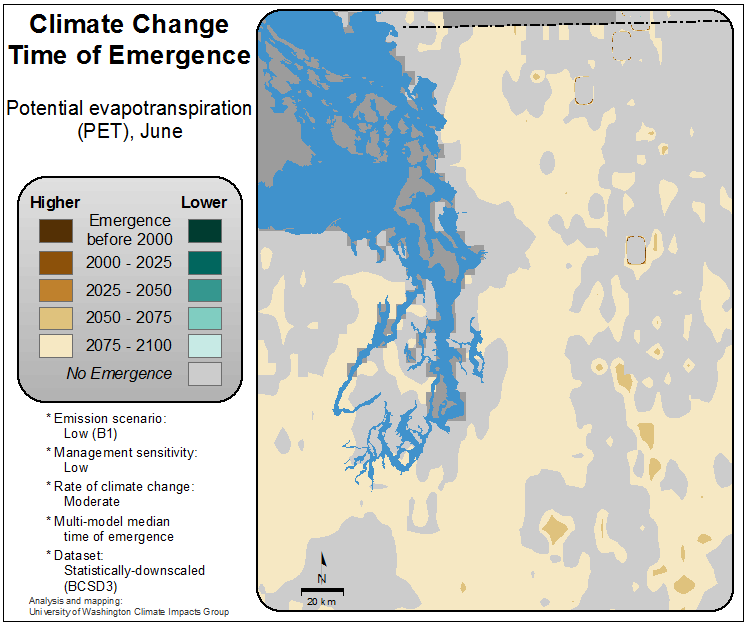 Climate Change
Time of Emergence
Potential evapotranspiration
(PET), June
Higher Lower
Emergence
before 2000
2000 - 2025
2025 - 2050
2050 - 2075
2075 - 2100
No Emergence
* Emission scenario:
Low (B1)
* Management sensitivity:
Low
* Rate of climate change:
Moderate
* Multi-model median
time of emergence
* Dataset:
Statistically-downscaled
(BCSD3)
Analysis and mapping:
University of Washington Climate Impacts Group
N
20 km